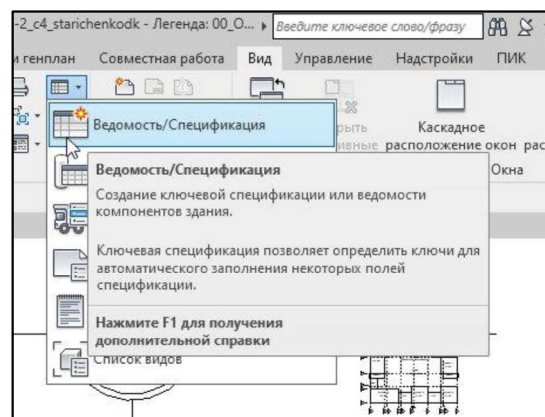 -2_c4_starichenkodk - Легенда: 00_О... Введите ключевое слово/фразу
и генплан Совместная работа Вид Управление Надстройки ПИК
Ведомость/Спецификация
Каскадное
расположение окон
Ведомость/Спецификация
Окна
Создание ключевой спецификации или ведомости
компонентов здания.
Ключевая спецификация позволяет определить ключи для
автоматического заполнения некоторых полей
спецификации.
Нажмите F1 для получения
дополнительной справки
Список видов